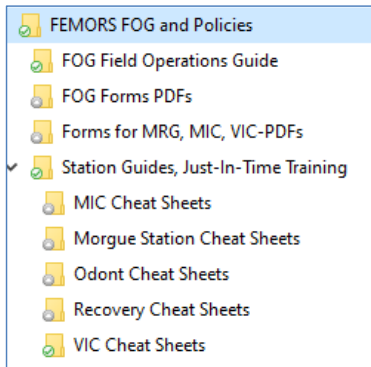 FEMORS FOG and Policies
FOG Field Operations Guide
FOG Forms PDFs
Forms for MRG, MIC, VIC-PDFs
Station Guides, Just-In-Time Training
MIC Cheat Sheets
Morgue Station Cheat Sheets
Odont Cheat Sheets
Recovery Cheat Sheets
VIC Cheat Sheets